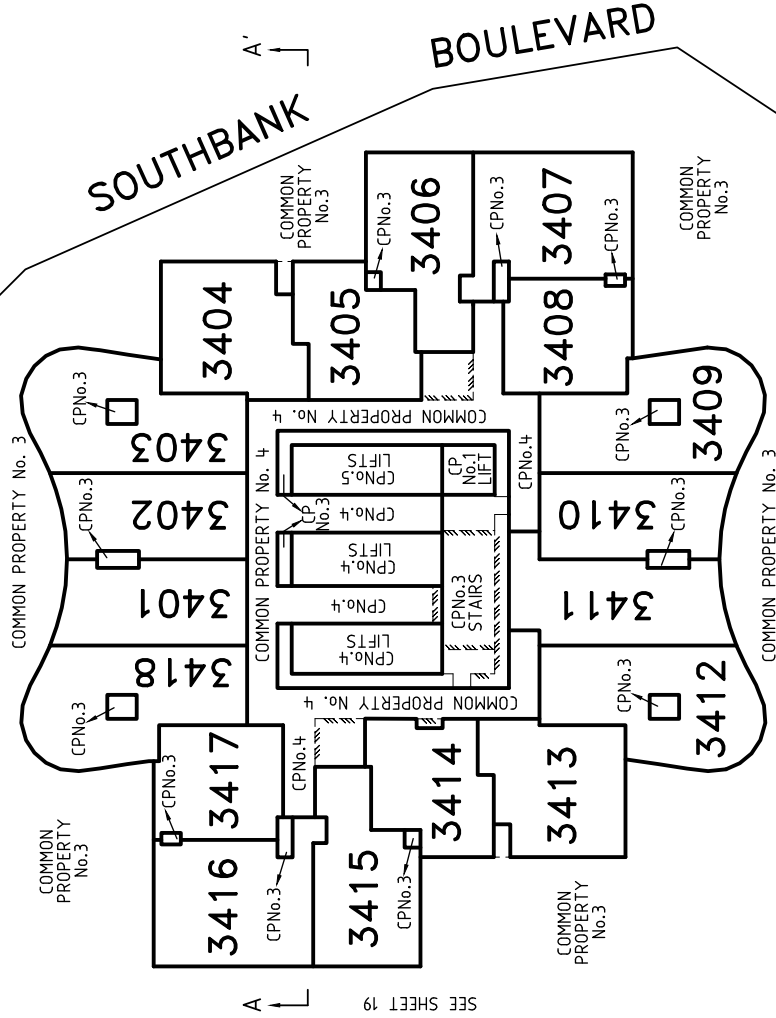 SOUTHBANK
BOULEVARD
A'
A
SEE SHEET 19
COMMON
PROPERTY
No.3
COMMON
PROPERTY
No.3
COMMON
PROPERTY
No.3
COMMON
PROPERTY
No.3
COMMON PROPERTY No. 3
COMMON PROPERTY No. 3
COMMON PROPERTY No. 4
COMMON PROPERTY No. 4
COMMON PROPERTY No. 4
3401
3402
CPNo.3
3403
CPNo.3
3404
3405
3406
CPNo.3
3407
CPNo.3
CPNo.3
3408
3409
CPNo.3
3410
CPNo.3
3411
3412
CPNo.3
3413
3414
3415
CPNo.3
3416
CPNo.3
3417
CPNo.3
3418
CPNo.3
CPNo.4
CPNo.4
CPNo.5
LIFTS
CP
No.1
LIFT
CP
No.3
CPNo.4
CPNo.4
LIFTS
CPNo.4
CPNo.4
LIFTS
CPNo.3
STAIRS